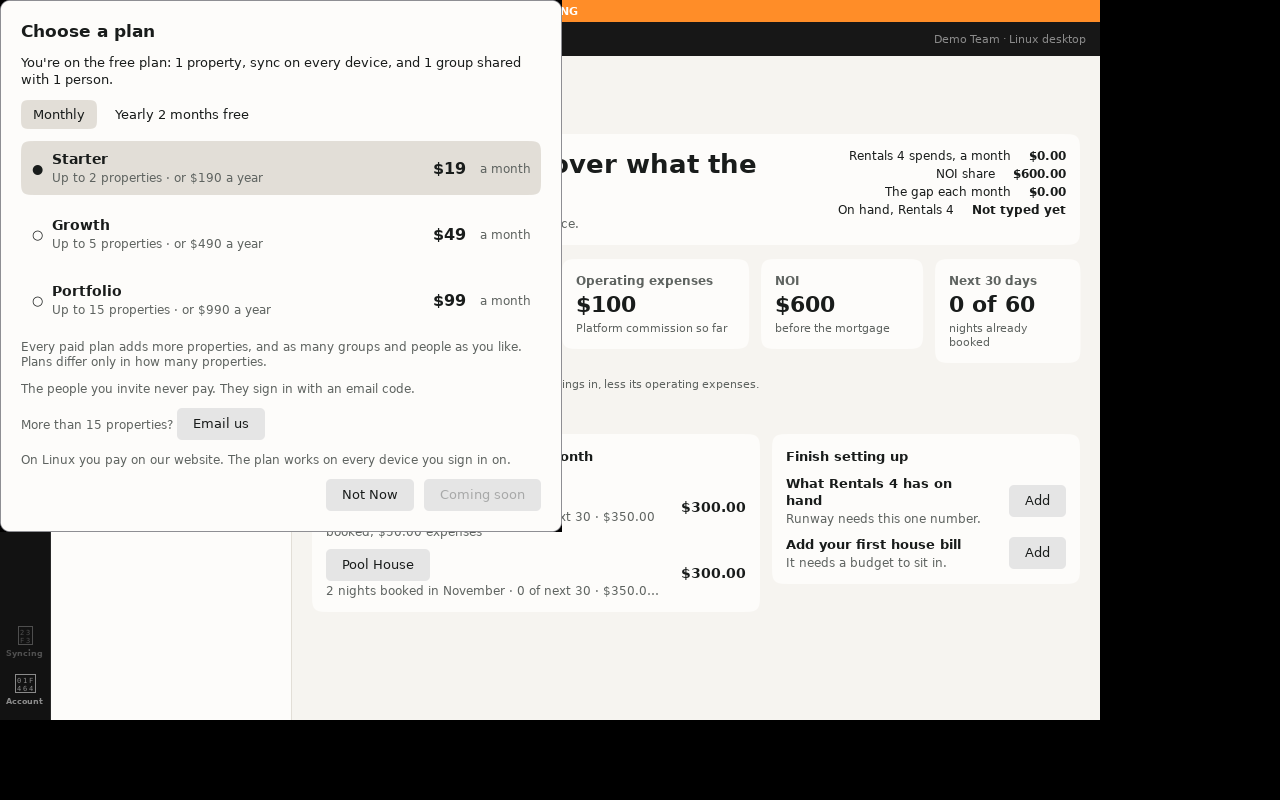 Choose a plan
You're on the free plan: 1 property, sync on every device, and 1 group shared
with 1 person.
Monthly
Yearly 2 months free
Starter
Up to 2 properties · or $190 a year
$19 a month
Growth
Up to 5 properties · or $490 a year
$49 a month
Portfolio
Up to 15 properties · or $990 a year
$99 a month
Every paid plan adds more properties, and as many groups and people as you like.
Plans differ only in how many properties.
The people you invite never pay. They sign in with an email code.
More than 15 properties? Email us
On Linux you pay on our website. The plan works on every device you sign in on.
Not Now
Coming soon
NG
Demo Team · Linux desktop
over what the
ce.
Rentals 4 spends, a month $0.00
NOI share $600.00
The gap each month $0.00
On hand, Rentals 4 Not typed yet
Operating expenses
$100
Platform commission so far
NOI
$600
before the mortgage
Next 30 days
0 of 60
nights already
booked
ings in, less its operating expenses.
onth
xt 30 · $350.00
$300.00
Pool House
2 nights booked in November · 0 of next 30 · $350.0...
$300.00
Finish setting up
What Rentals 4 has on
hand
Runway needs this one number.
Add
Add your first house bill
It needs a budget to sit in.
Add
Syncing
Account